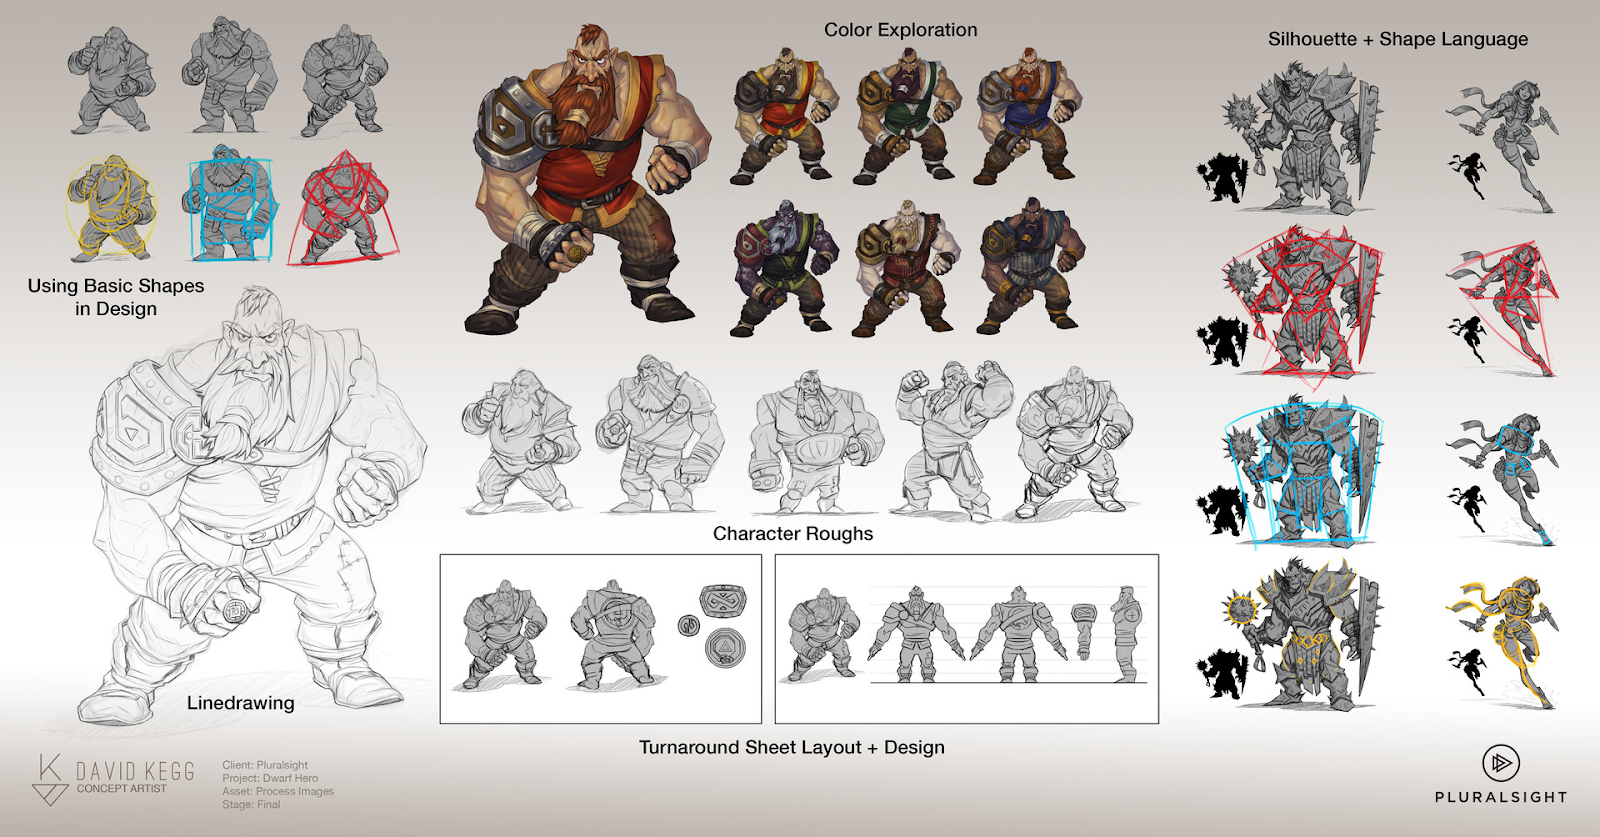 Color Exploration
Silhouette + Shape Language
Using Basic Shapes
in Design
Character Roughs
Linedrawing
Turnaround Sheet Layout + Design
DAVID KEGG
CONCEPT ARTIST
Client: Pluralsight
Project: Dwarf Hero
Asset: Process Images
Stage: Final
PLURALSIGHT